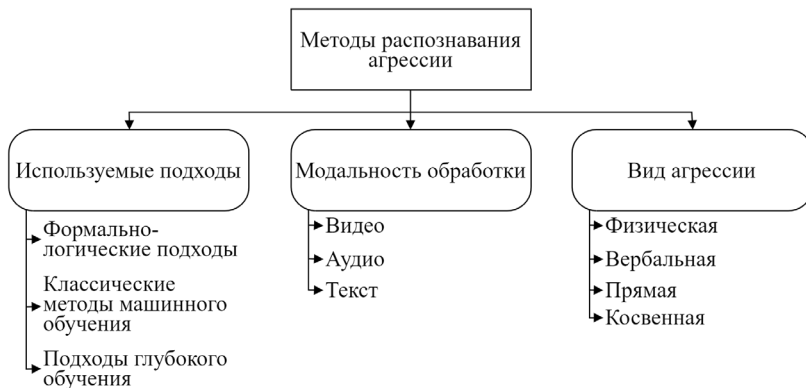 Методы распознавания
агрессии
Используемые подходы
Модальность обработки
Вид агрессии
Формально-
логические подходы
Классические
методы машинного
обучения
Подходы глубокого
обучения
Видео
Аудио
Текст
Физическая
Вербальная
Прямая
Косвенная